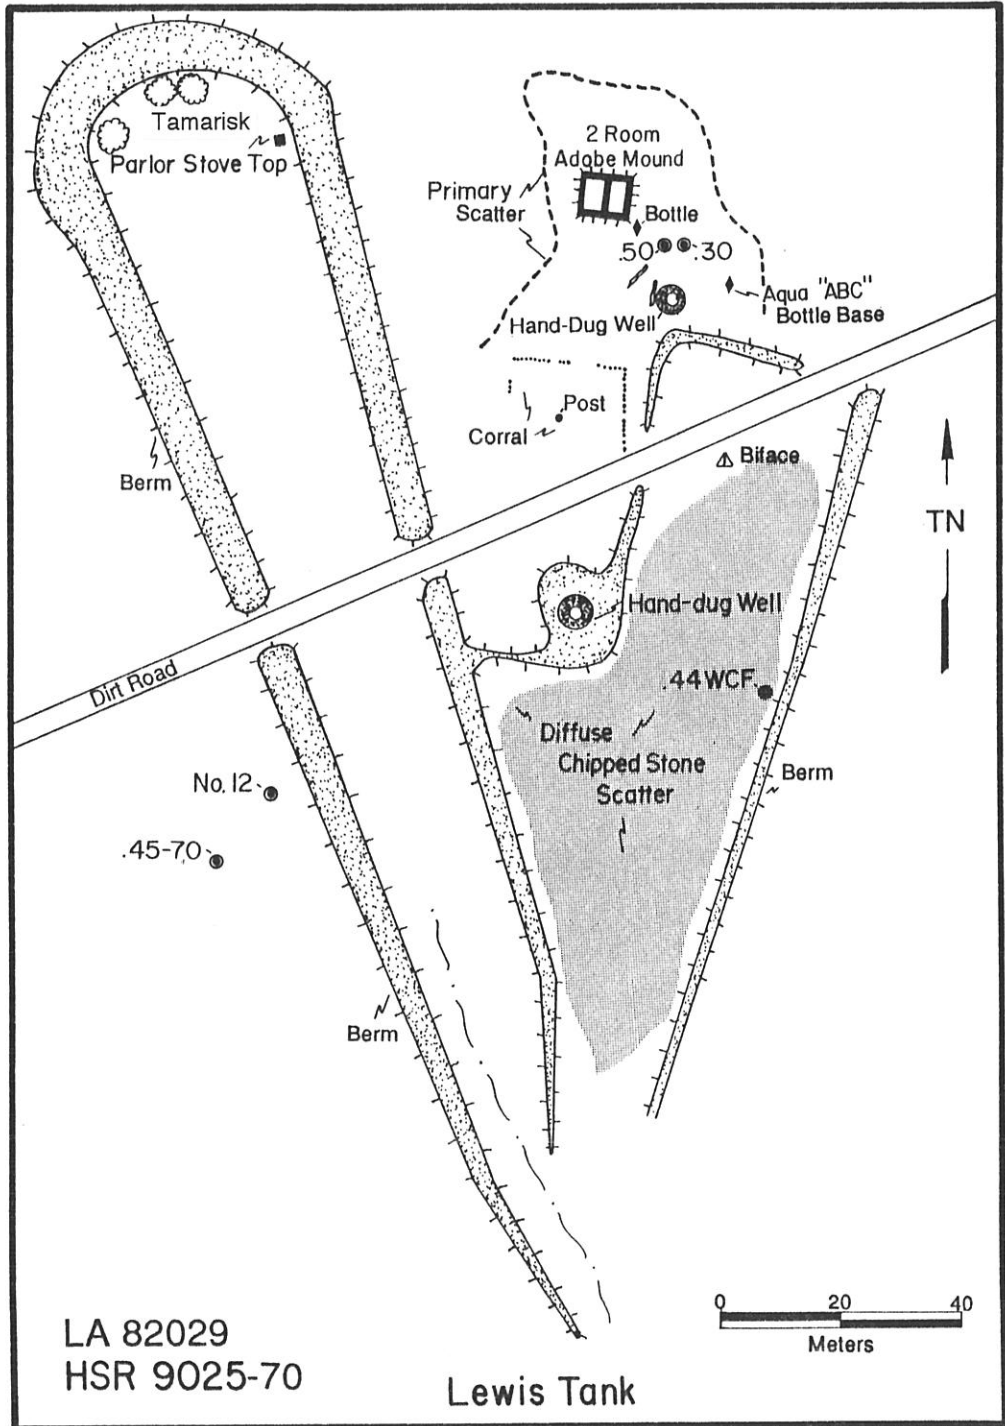 Tamarisk
Parlor Stove Top
2 Room
Adobe Mound
Primary
Scatter
Bottle
.50
.30
Aqua "ABC"
Bottle Base
Hand-Dug Well
Post
Corral
Berm
Biface
TN
Hand-dug Well
Dirt Road
.44 WCF
Diffuse
Chipped Stone
Scatter
Berm
No. 12
.45-70
Berm
0 20 40
Meters
LA 82029
HSR 9025-70
Lewis Tank